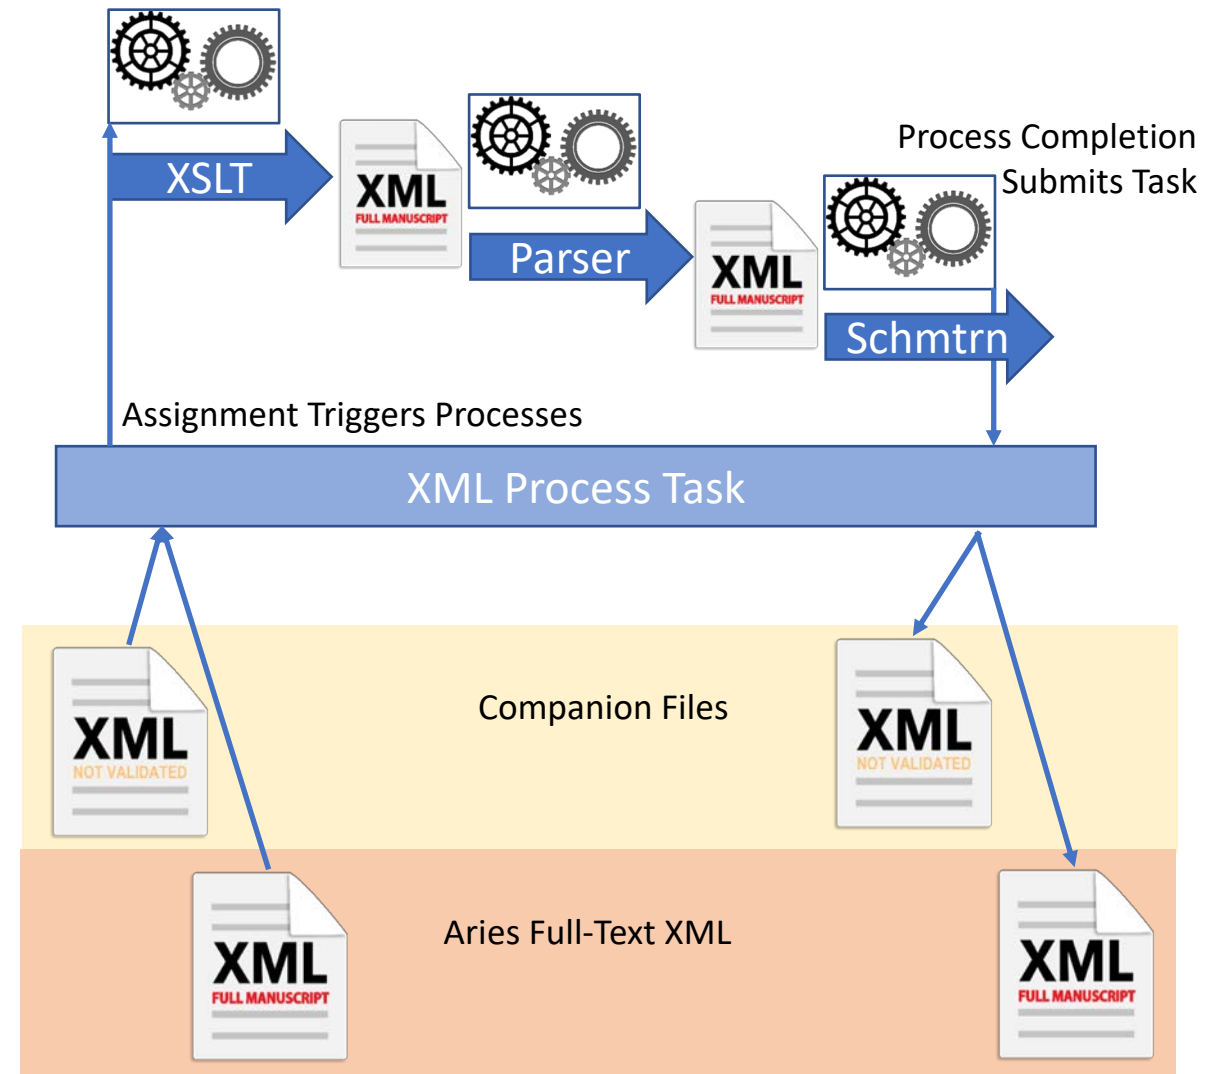 XSLT
XML
FULL MANUSCRIPT
Process Completion
Submits Task
Parser
XML
FULL MANUSCRIPT
Schmtrn
Assignment Triggers Processes
XML Process Task
Companion Files
XML
NOT VALIDATED
XML
NOT VALIDATED
Aries Full-Text XML
XML
FULL MANUSCRIPT
XML
FULL MANUSCRIPT